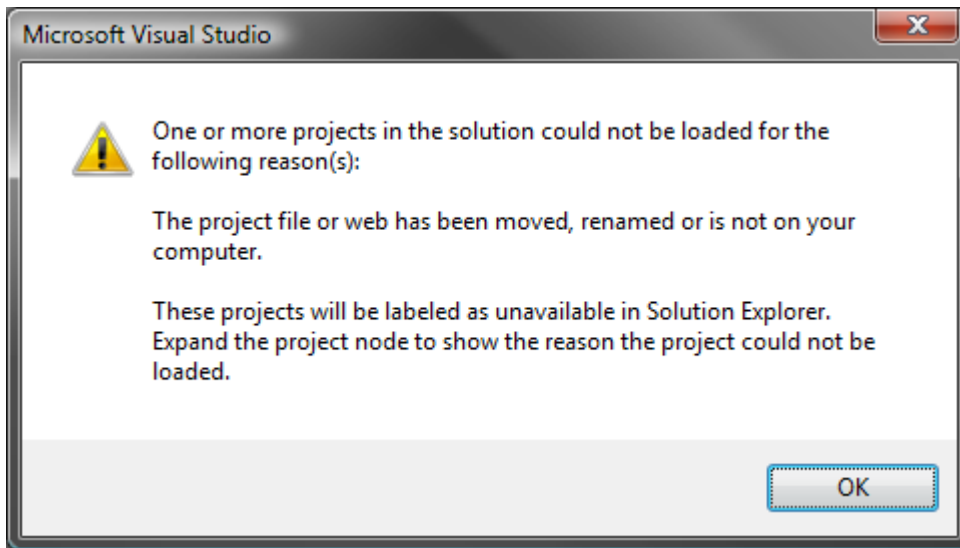 Microsoft Visual Studio
One or more projects in the solution could not be loaded for the
following reason(s):
The project file or web has been moved, renamed or is not on your
computer.
These projects will be labeled as unavailable in Solution Explorer.
Expand the project node to show the reason the project could not be
loaded.
OK